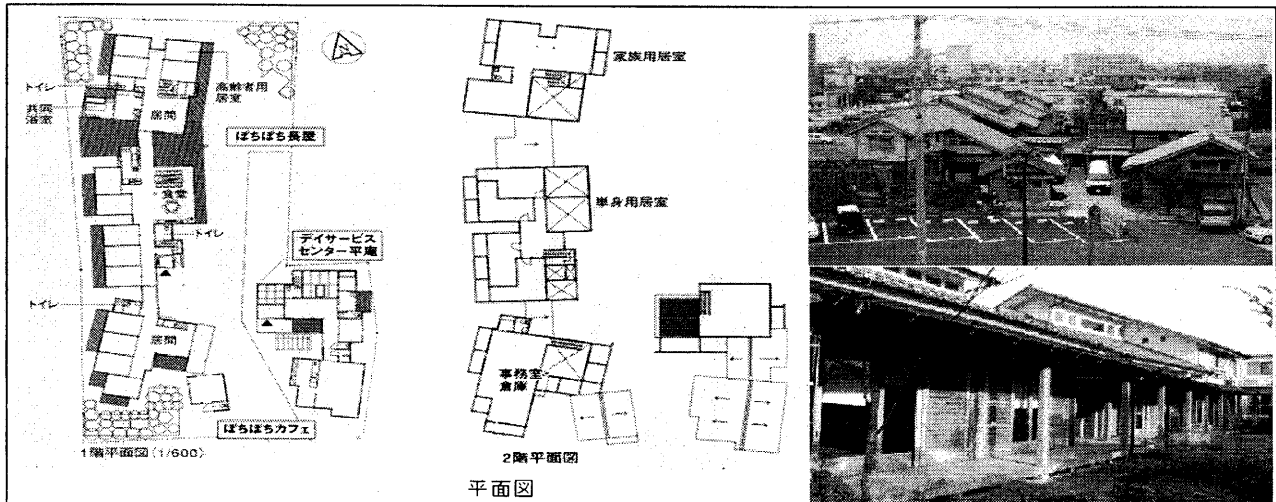 トイレ
共同
浴室
居間
高齢者用
居室
ぼちぼち長屋
食堂
トイレ
デイサービス
センター平庵
トイレ
居間
ぼちぼちカフェ
1階平面図(1/600)
家族用居室
単身用居室
事務室
倉庫
2階平面図
平面図